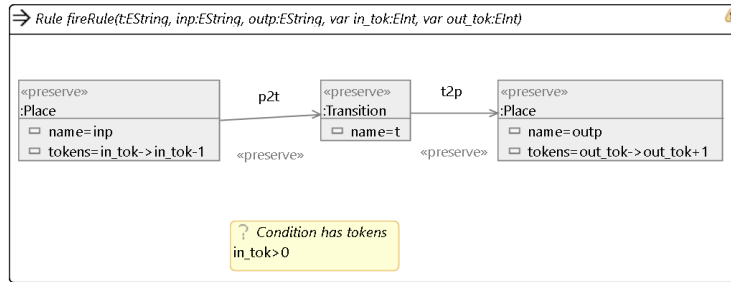 Rule fireRule(t:EString, inp:EString, outp:EString, var in_tok:EInt, var out_tok:EInt)
«preserve»
:Place
name=inp
tokens=in_tok->in_tok-1
p2t
«preserve»
«preserve»
:Transition
name=t
t2p
«preserve»
«preserve»
:Place
name=outp
tokens=out_tok->out_tok+1
? Condition has tokens
in_tok>0